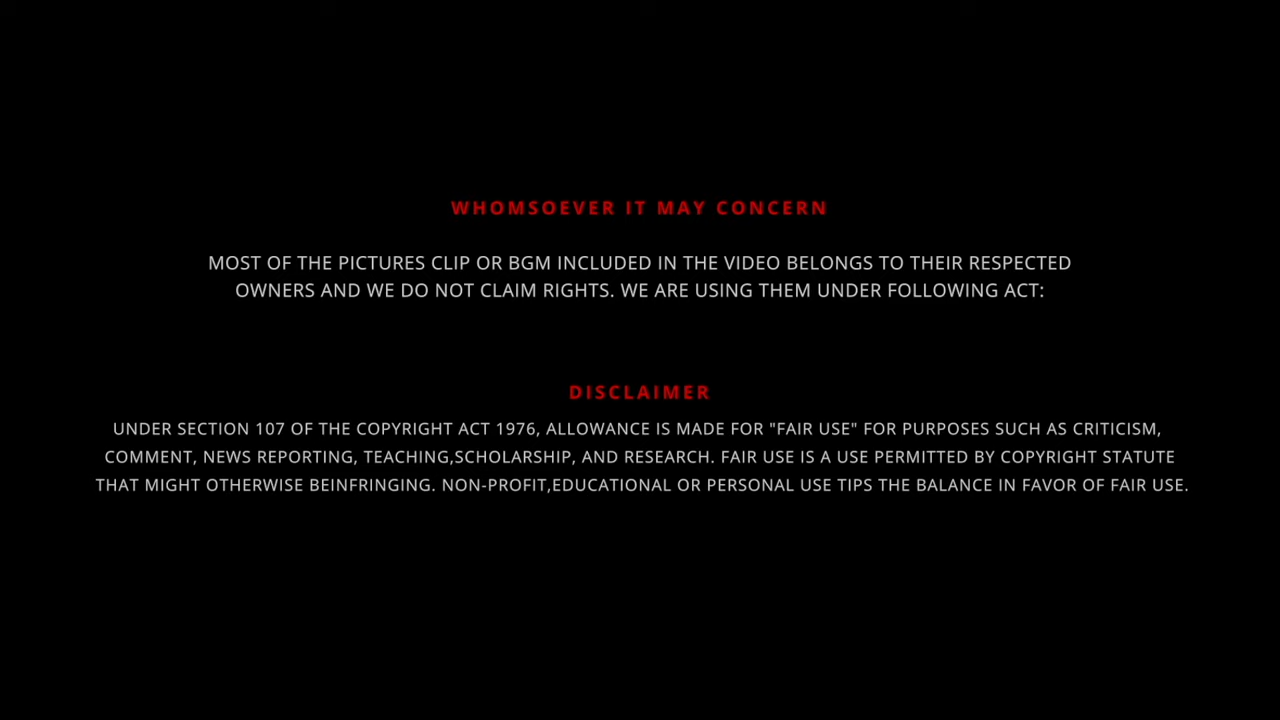 WHOMSOEVER IT MAY CONCERN
MOST OF THE PICTURES CLIP OR BGM INCLUDED IN THE VIDEO BELONGS TO THEIR RESPECTED
OWNERS AND WE DO NOT CLAIM RIGHTS. WE ARE USING THEM UNDER FOLLOWING ACT:
DISCLAIMER
UNDER SECTION 107 OF THE COPYRIGHT ACT 1976, ALLOWANCE IS MADE FOR "FAIR USE" FOR PURPOSES SUCH AS CRITICISM,
COMMENT, NEWS REPORTING, TEACHING,SCHOLARSHIP, AND RESEARCH. FAIR USE IS A USE PERMITTED BY COPYRIGHT STATUTE
THAT MIGHT OTHERWISE BEINFRINGING. NON-PROFIT,EDUCATIONAL OR PERSONAL USE TIPS THE BALANCE IN FAVOR OF FAIR USE.